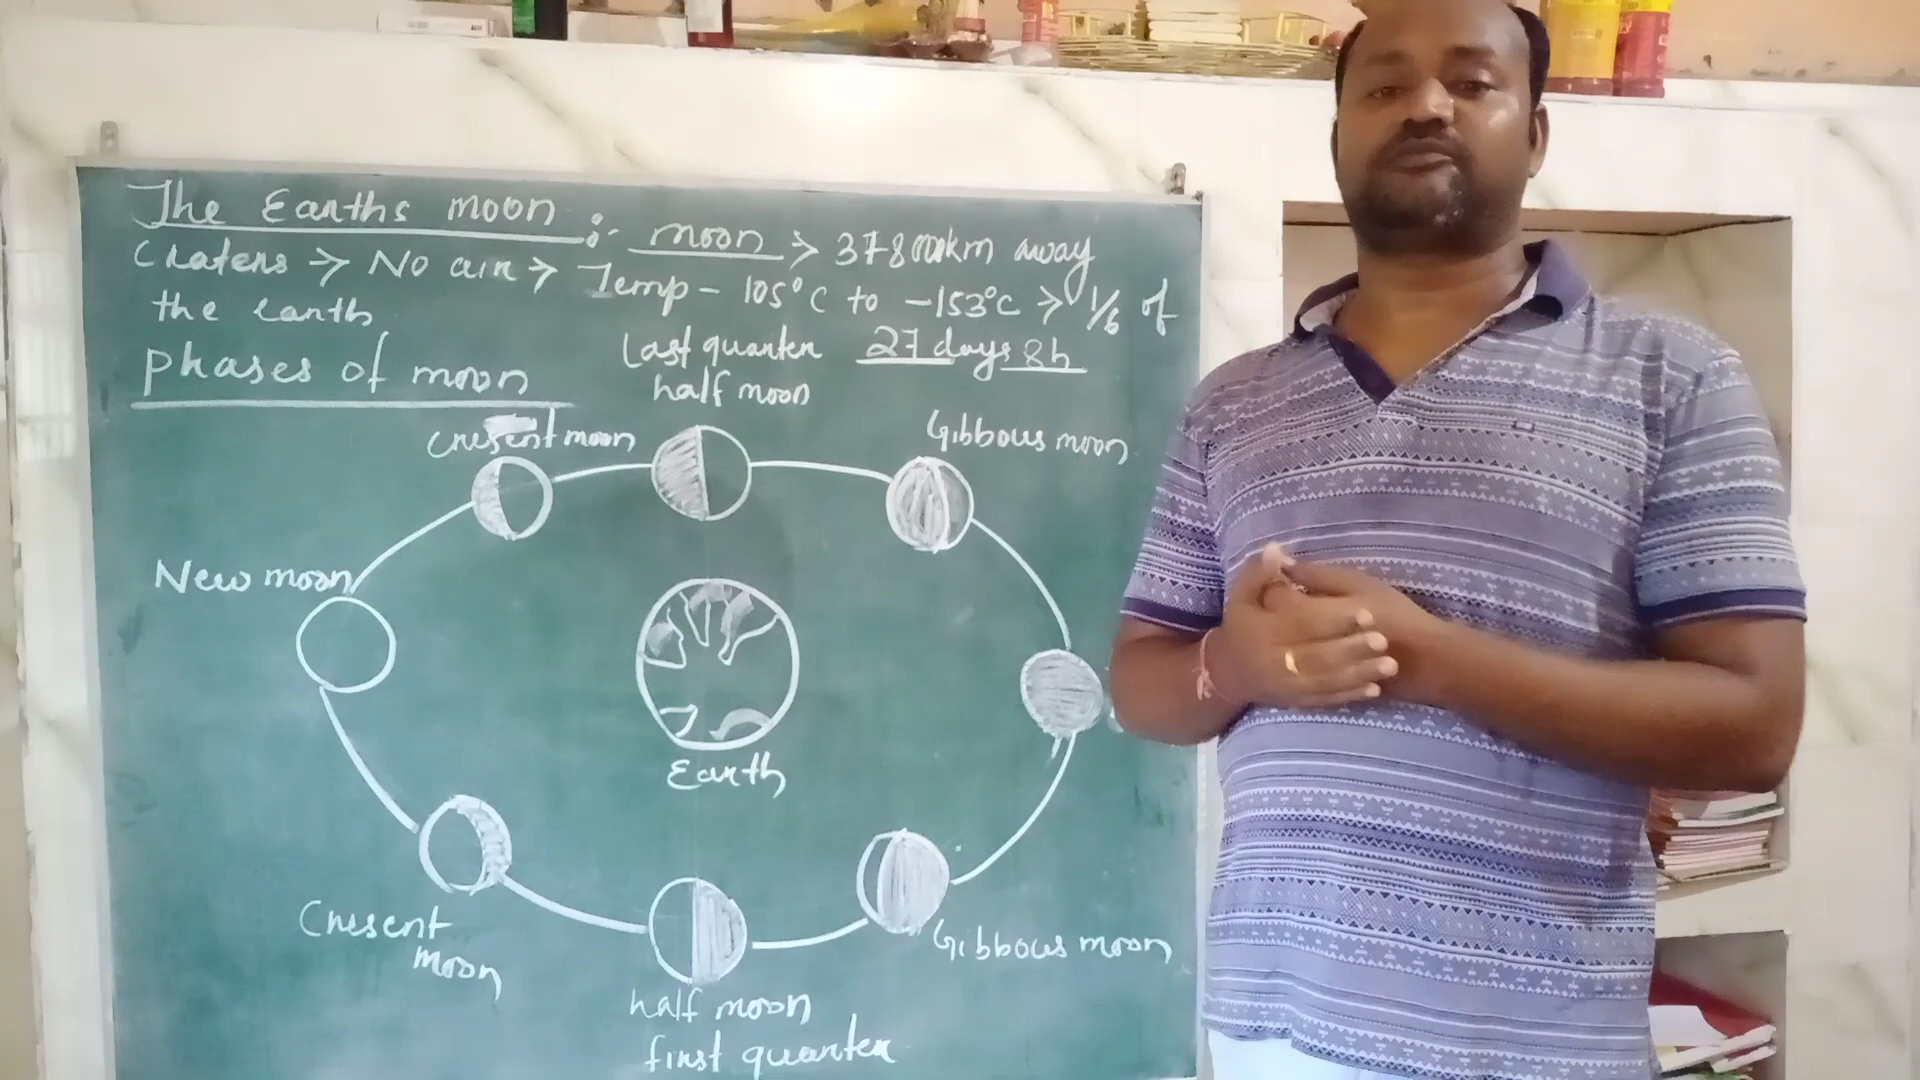 The Earths moon :- moon > 378000km away
Craters > No air > Temp - 105°C to -153°C > 1/6 of
the earth
Last quarter 27 days 8h
half moon
phases of moon
Cresent moon
Gibbous moon
New moon
Earth
Cresent
moon
Gibbous moon
half moon
first quarter